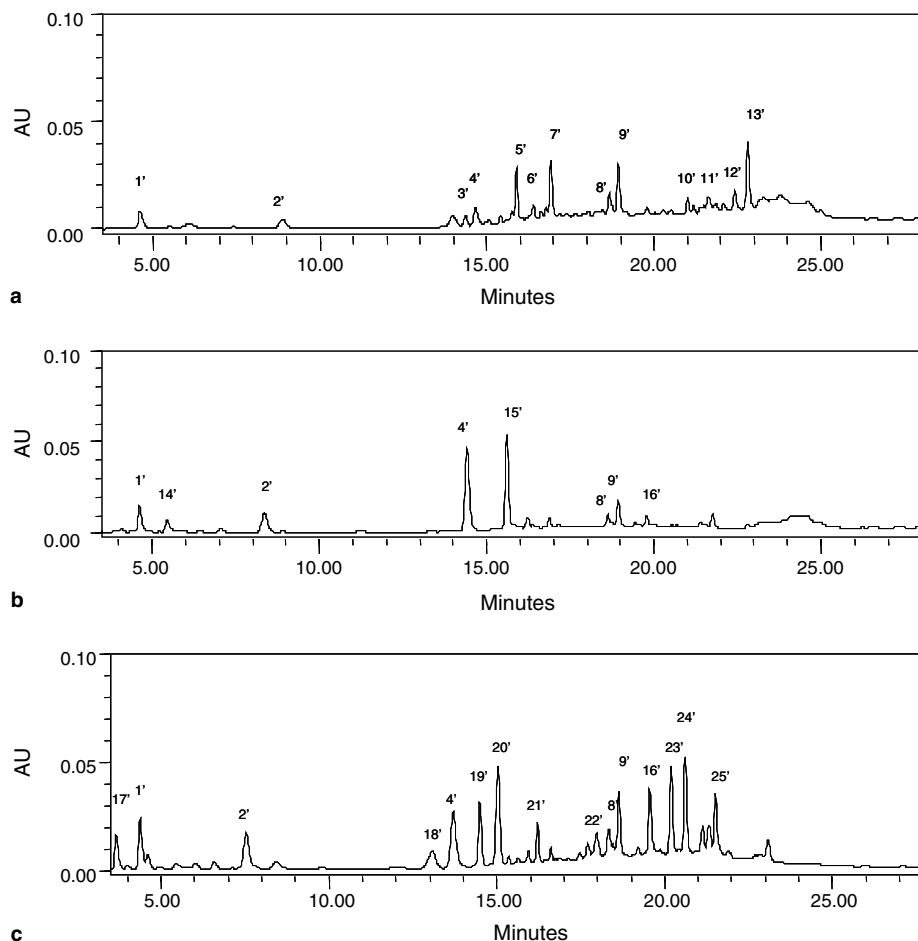 0.10
AU
0.05
0.00
1' 2' 3' 4' 5' 6' 7' 8' 9' 10' 11' 12' 13'
5.00 10.00 15.00 20.00 25.00
Minutes
a
0.10
AU
0.05
0.00
1' 14' 2' 4' 15' 8' 9' 16'
5.00 10.00 15.00 20.00 25.00
Minutes
b
0.10
AU
0.05
0.00
17' 1' 2' 18' 4' 19' 20' 21' 22' 8' 9' 16' 23' 24' 25'
5.00 10.00 15.00 20.00 25.00
Minutes
c